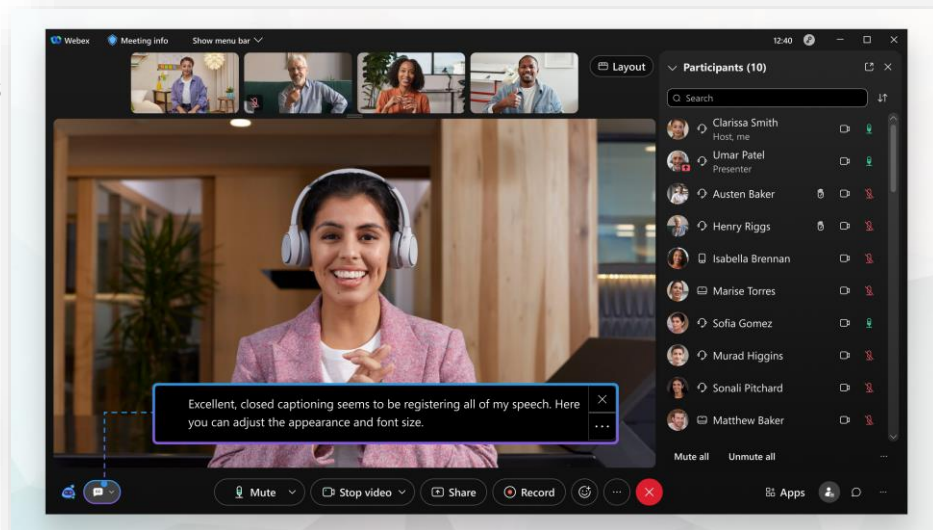 Webex Meeting info Show menu bar 12:40
Layout
Participants (10)
Search
Clarissa Smith
Host, me
Umar Patel
Presenter
Austen Baker
Henry Riggs
Isabella Brennan
Marise Torres
Sofia Gomez
Murad Higgins
Sonali Pitchard
Matthew Baker
Excellent, closed captioning seems to be registering all of my speech. Here
you can adjust the appearance and font size.
Mute all Unmute all
Mute Stop video Share Record Apps